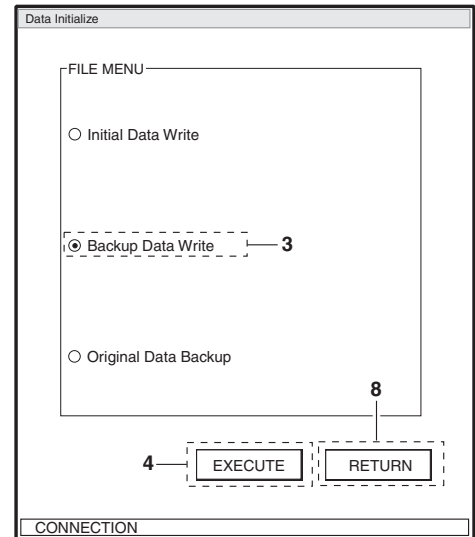 Data Initialize
FILE MENU
Initial Data Write
Backup Data Write 3
Original Data Backup
8
4 EXECUTE RETURN
CONNECTION